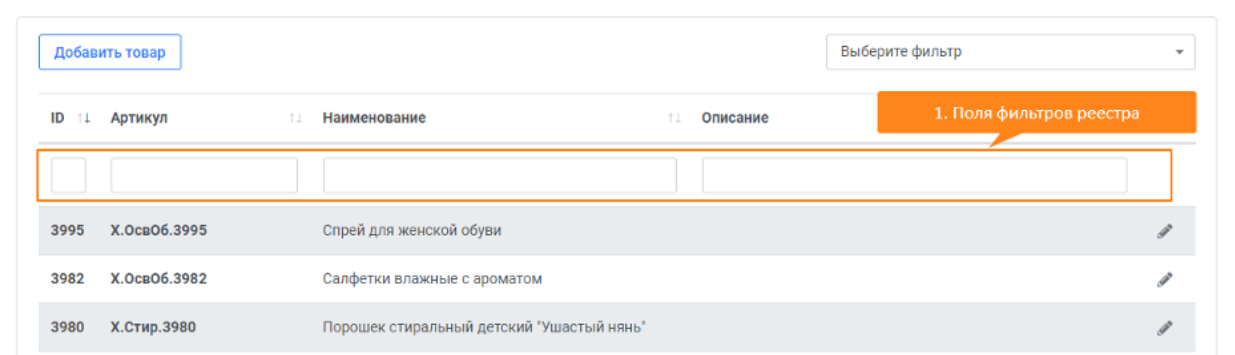 Добавить товар
Выберите фильтр
ID Артикул Наименование Описание
1. Поля фильтров реестра
3995 Х.ОсвОб.3995 Спрей для женской обуви
3982 Х.ОсвОб.3982 Салфетки влажные с ароматом
3980 Х.Стир.3980 Порошек стиральный детский "Ушастый нянь"